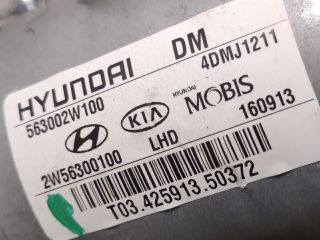 HYUNDAI DM
563002W100 4DMJ1211
KIA HYUNDAI MOBIS
2W56300100 LHD 160913
T03.425913.50372